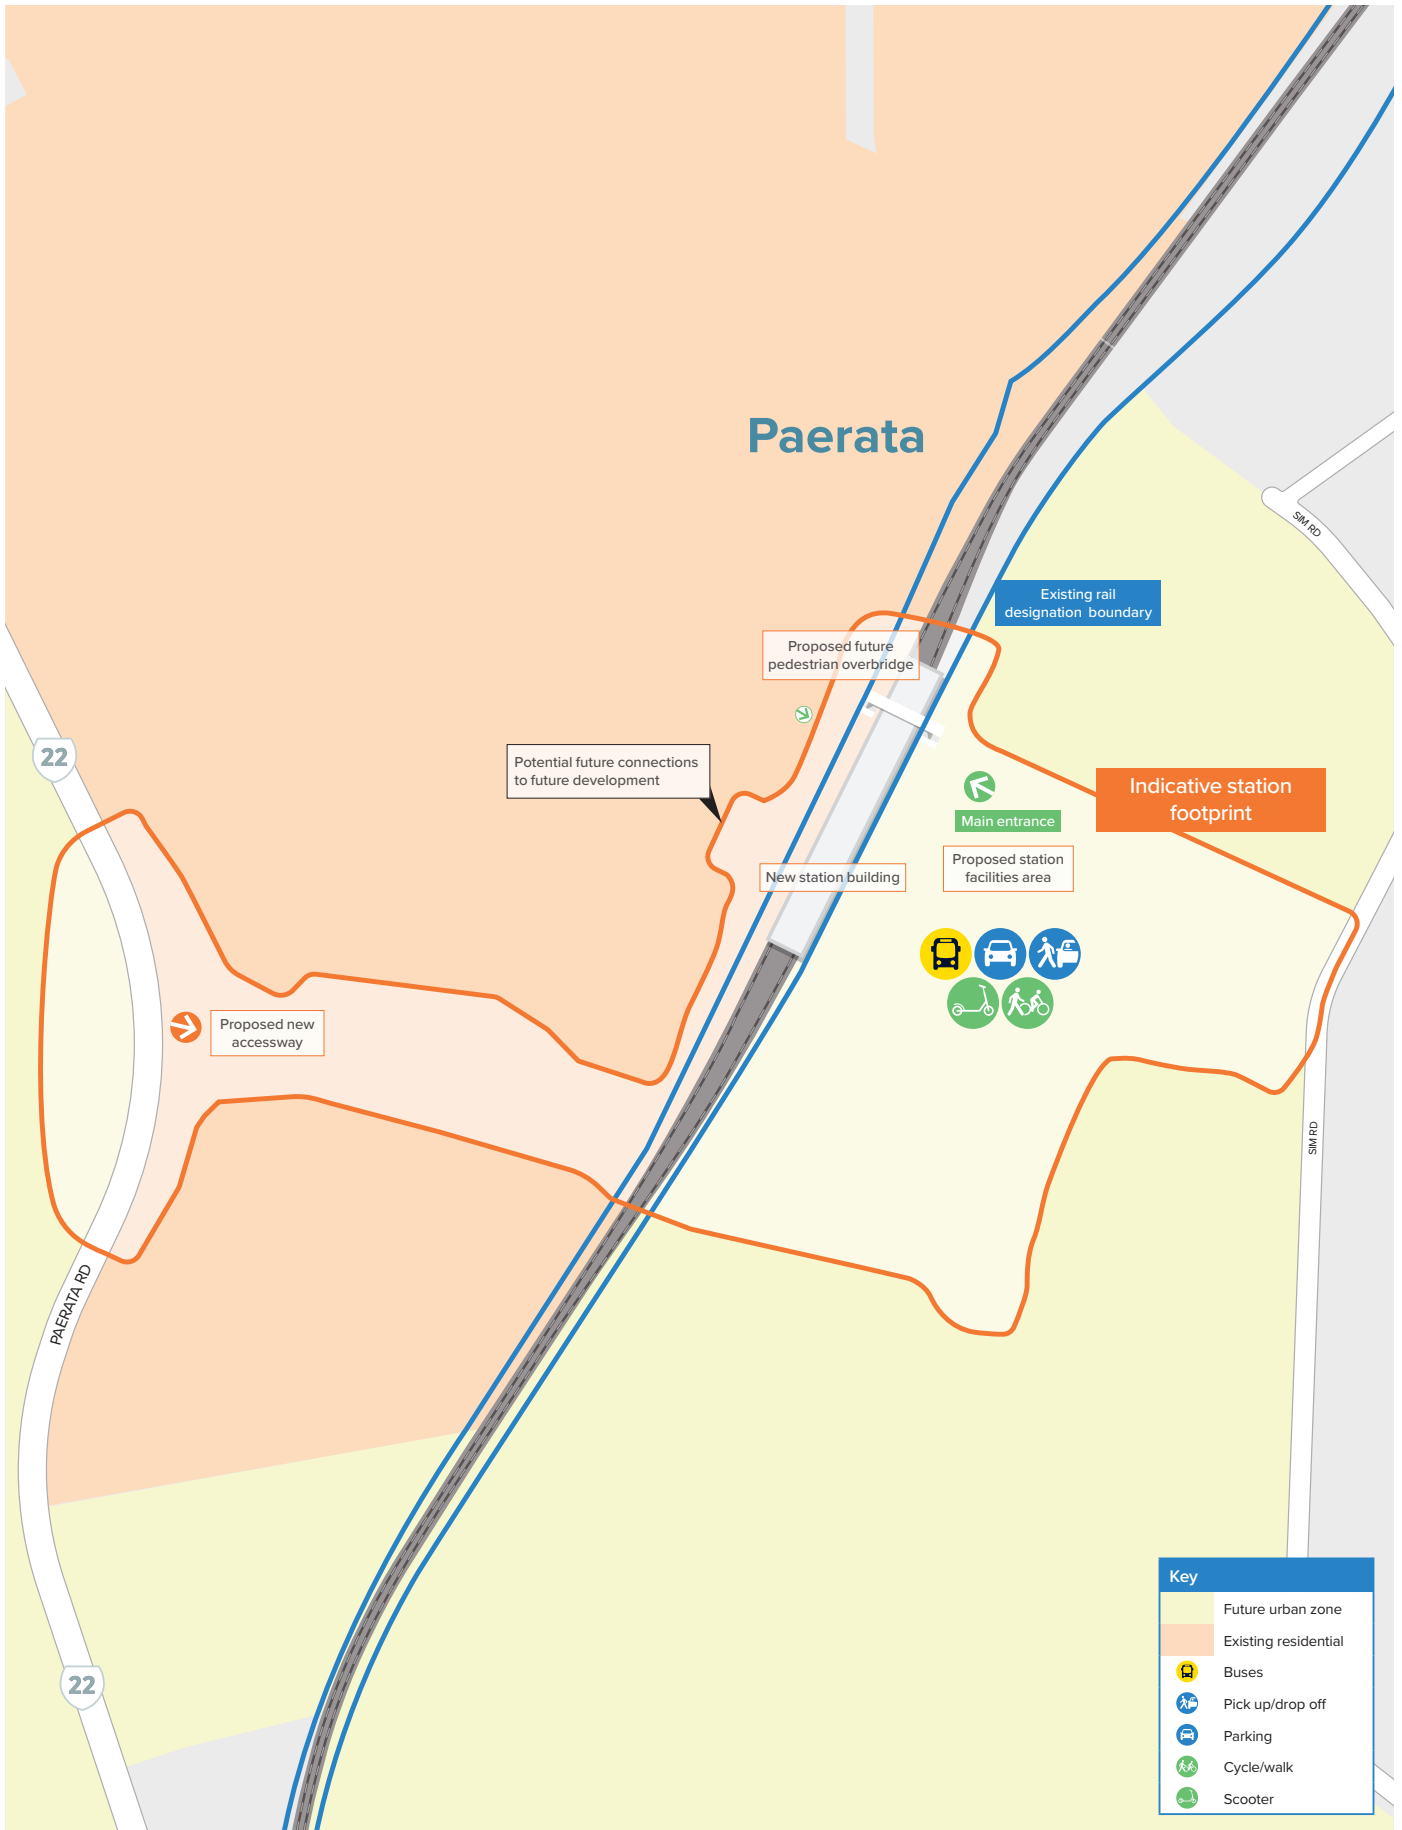 Paerata
SIM RD
Existing rail
designation boundary
Proposed future
pedestrian overbridge
22
Potential future connections
to future development
Indicative station
footprint
Main entrance
Proposed station
facilities area
New station building
Proposed new
accessway
SIM RD
PAERATA RD
22
Key
Future urban zone
Existing residential
Buses
Pick up/drop off
Parking
Cycle/walk
Scooter